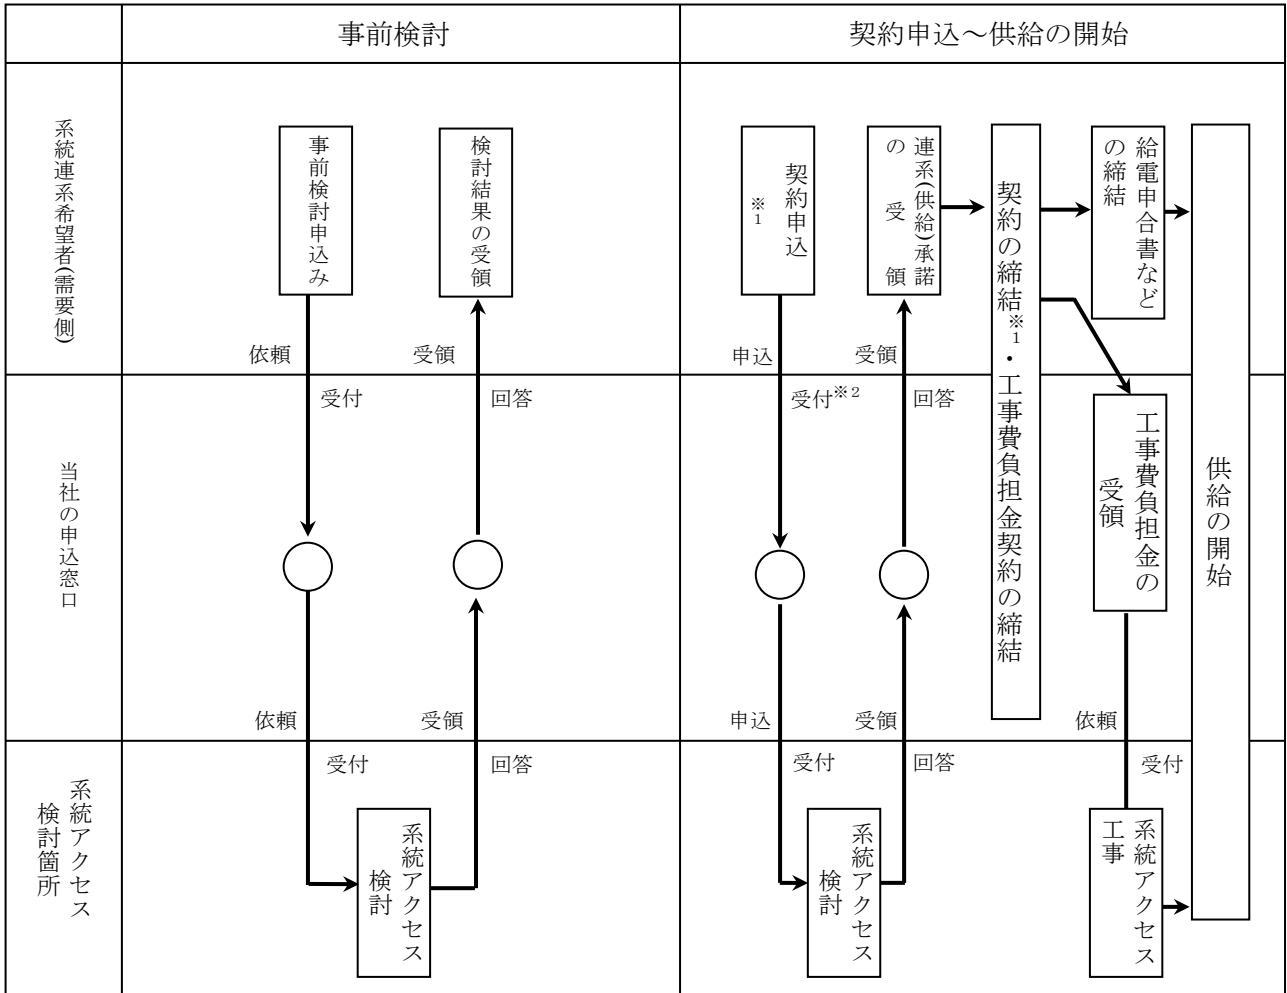 事前検討
契約申込～供給の開始
系統連系希望者(需要側)
事前検討申込み
検討結果の受領
契約申込
※1
連系(供給)承諾
の受領
契約の締結※1・工事費負担金契約の締結
給電申合書など
の締結
供給の開始
依頼
受領
申込
受領
当社の申込窓口
受付
回答
受付※2
回答
工事費負担金の
受領
依頼
受領
申込
受領
依頼
系統アクセス
検討箇所
受付
回答
受付
回答
受付
系統アクセス
検討
系統アクセス
検討
系統アクセス
工事